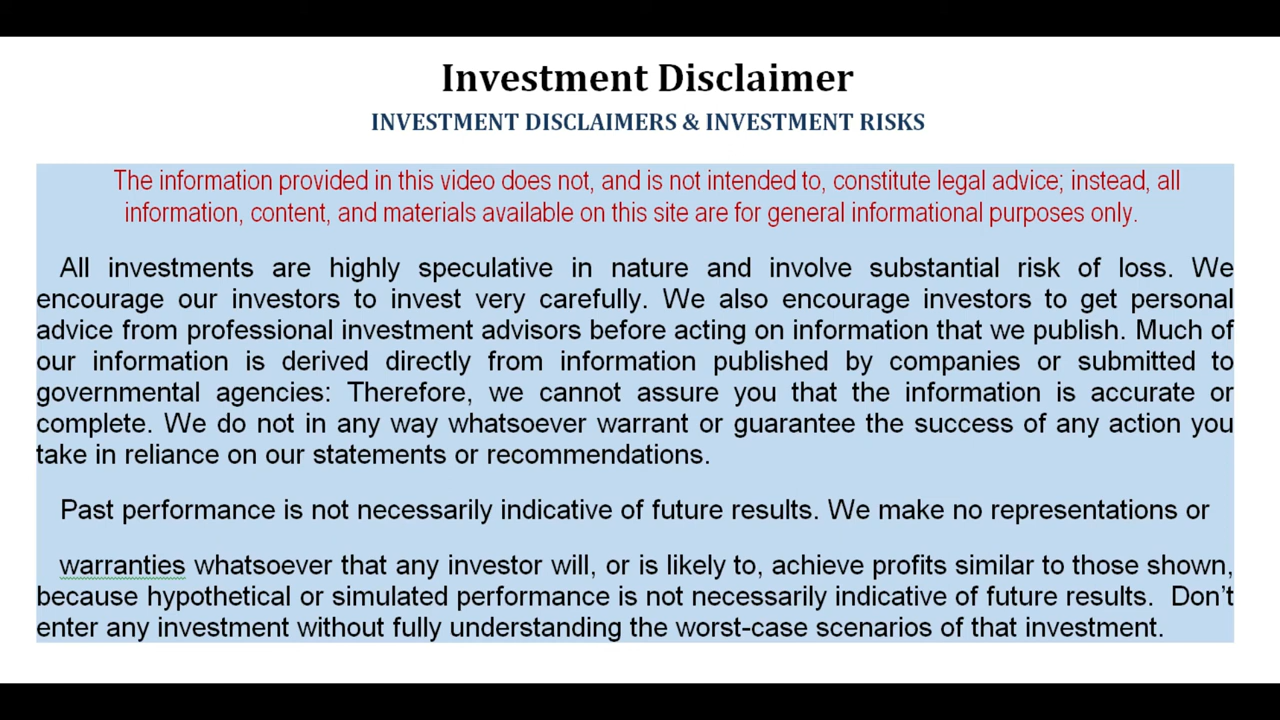 Investment Disclaimer
INVESTMENT DISCLAIMERS & INVESTMENT RISKS
The information provided in this video does not, and is not intended to, constitute legal advice; instead, all
information, content, and materials available on this site are for general informational purposes only.
All investments are highly speculative in nature and involve substantial risk of loss. We
encourage our investors to invest very carefully. We also encourage investors to get personal
advice from professional investment advisors before acting on information that we publish. Much of
our information is derived directly from information published by companies or submitted to
governmental agencies: Therefore, we cannot assure you that the information is accurate or
complete. We do not in any way whatsoever warrant or guarantee the success of any action you
take in reliance on our statements or recommendations.
Past performance is not necessarily indicative of future results. We make no representations or
warranties whatsoever that any investor will, or is likely to, achieve profits similar to those shown,
because hypothetical or simulated performance is not necessarily indicative of future results. Don’t
enter any investment without fully understanding the worst-case scenarios of that investment.